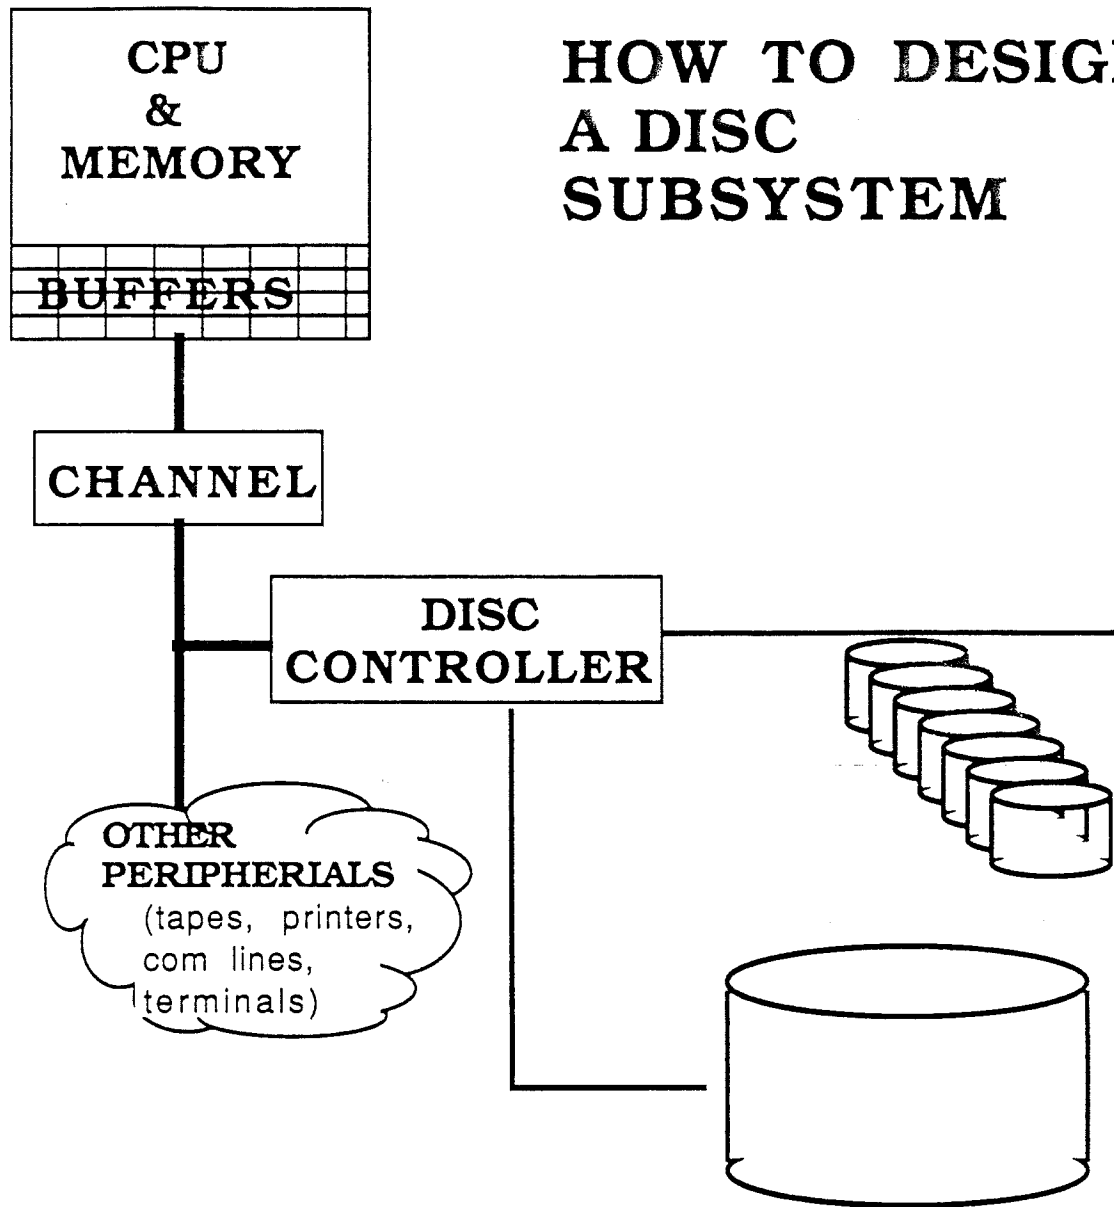 CPU
&
MEMORY
BUFFERS
HOW TO DESIG
A DISC
SUBSYSTEM
CHANNEL
DISC
CONTROLLER
OTHER
PERIPHERIALS
(tapes, printers,
com lines,
terminals)